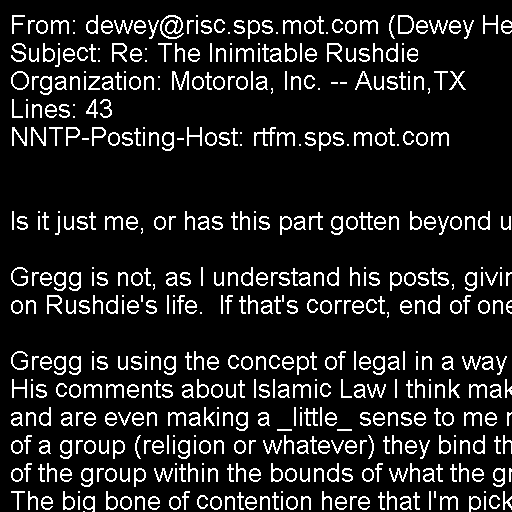 From: dewey@risc.sps.mot.com (Dewey He
Subject: Re: The Inimitable Rushdie
Organization: Motorola, Inc. -- Austin,TX
Lines: 43
NNTP-Posting-Host: rtfm.sps.mot.com
Is it just me, or has this part gotten beyond u
Gregg is not, as I understand his posts, givin
on Rushdie's life.  If that's correct, end of one
Gregg is using the concept of legal in a way
His comments about Islamic Law I think mak
and are even making a _little_ sense to me n
of a group (religion or whatever) they bind th
of the group within the bounds of what the gr
The big bone of contention here that I'm pick